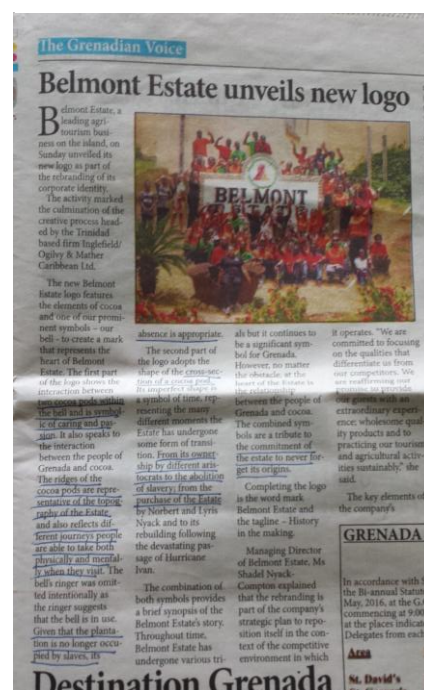 The Grenadian Voice
Belmont Estate unveils new logo
Belmont Estate, a
leading agri-
tourism busi-
ness on the island, on
Sunday unveiled its
new logo as part of
the rebranding of its
corporate identity.
The activity marked
the culmination of the
creative process head-
ed by the Trinidad
based firm Inglefield/
Ogilvy & Mather
Caribbean Ltd.
The new Belmont
Estate logo features
the elements of cocoa
and one of our promi-
nent symbols – our
bell - to create a mark
that represents the
heart of Belmont
Estate. The first part
of the logo shows the
interaction between
two cocoa pods within
the bell and is symbol-
ic of caring and pas-
sion. It also speaks to
the interaction
between the people of
Grenada and cocoa.
The ridges of the
cocoa pods are repre-
sentative of the topog-
raphy of the Estate
and also reflects dif-
ferent journeys people
are able to take both
physically and mental-
ly when they visit. The
bell's ringer was omit-
ted intentionally as
the ringer suggests
that the bell is in use.
Given that the planta-
tion is no longer occu-
pied by slaves, its
BELMONT
ESTATE
absence is appropriate.
The second part of
the logo adopts the
shape of the cross-sec-
tion of a cocoa pod.
Its imperfect shape is
a symbol of time, rep-
resenting the many
different moments the
Estate has undergone
some form of transi-
tion. From its owner-
ship by different aris-
tocrats to the abolition
of slavery; from the
purchase of the Estate
by Norbert and Lyris
Nyack and to its
rebuilding following
the devastating pas-
sage of Hurricane
Ivan.
The combination of
both symbols provides
a brief synopsis of the
Belmont Estate's story.
Throughout time,
Belmont Estate has
undergone various tri-
als but it continues to
be a significant sym-
bol for Grenada.
However, no matter
the obstacle, at the
heart of the Estate is
the relationship
between the people of
Grenada and cocoa.
The combined sym-
bols are a tribute to
the commitment of
the estate to never for-
get its origins.
Completing the logo
is the word mark
Belmont Estate and
the tagline – History
in the making.
Managing Director
of Belmont Estate, Ms
Shadel Nyack-
Compton explained
that the rebranding is
part of the company's
strategic plan to repo-
sition itself in the con-
text of the competitive
environment in which
it operates. "We are
committed to focusing
on the qualities that
differentiate us from
our competitors. We
are reaffirming our
promise to provide
our guests with an
extraordinary experi-
ence; wholesome qual-
ity products and to
practicing our tourism
and agricultural activ-
ities sustainably." she
said.
The key elements of
the company's
GRENADA
In accordance with
the Bi-annual Statut
May, 2016, at the G.
commencing at 9:00
at the places indicat
Delegates from each
Area
St. David's
Destination Grenada